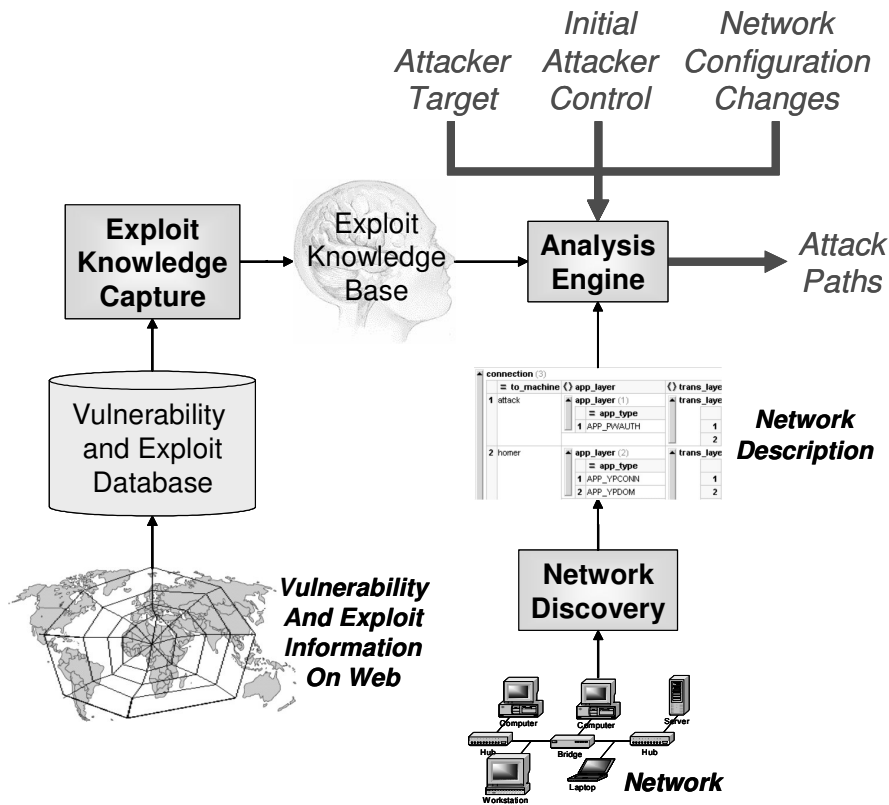 Attacker
Target
Initial
Attacker
Control
Network
Configuration
Changes
Exploit
Knowledge
Capture
Exploit
Knowledge
Base
Analysis
Engine
Attack
Paths
Vulnerability
and Exploit
Database
connection (3)
= to_machine () app_layer () trans_laye
1 attack app_layer (1) trans_laye
= app_type
1 APP_PWAUTH 1
2
2 homer app_layer (2) trans_laye
= app_type
1 APP_YPCONN 1
2 APP_YPDOM 2
Network
Description
Vulnerability
And Exploit
Information
On Web
Network
Discovery
Computer
Computer
Server
Hub
Bridge
Hub
Workstation
Laptop
Network